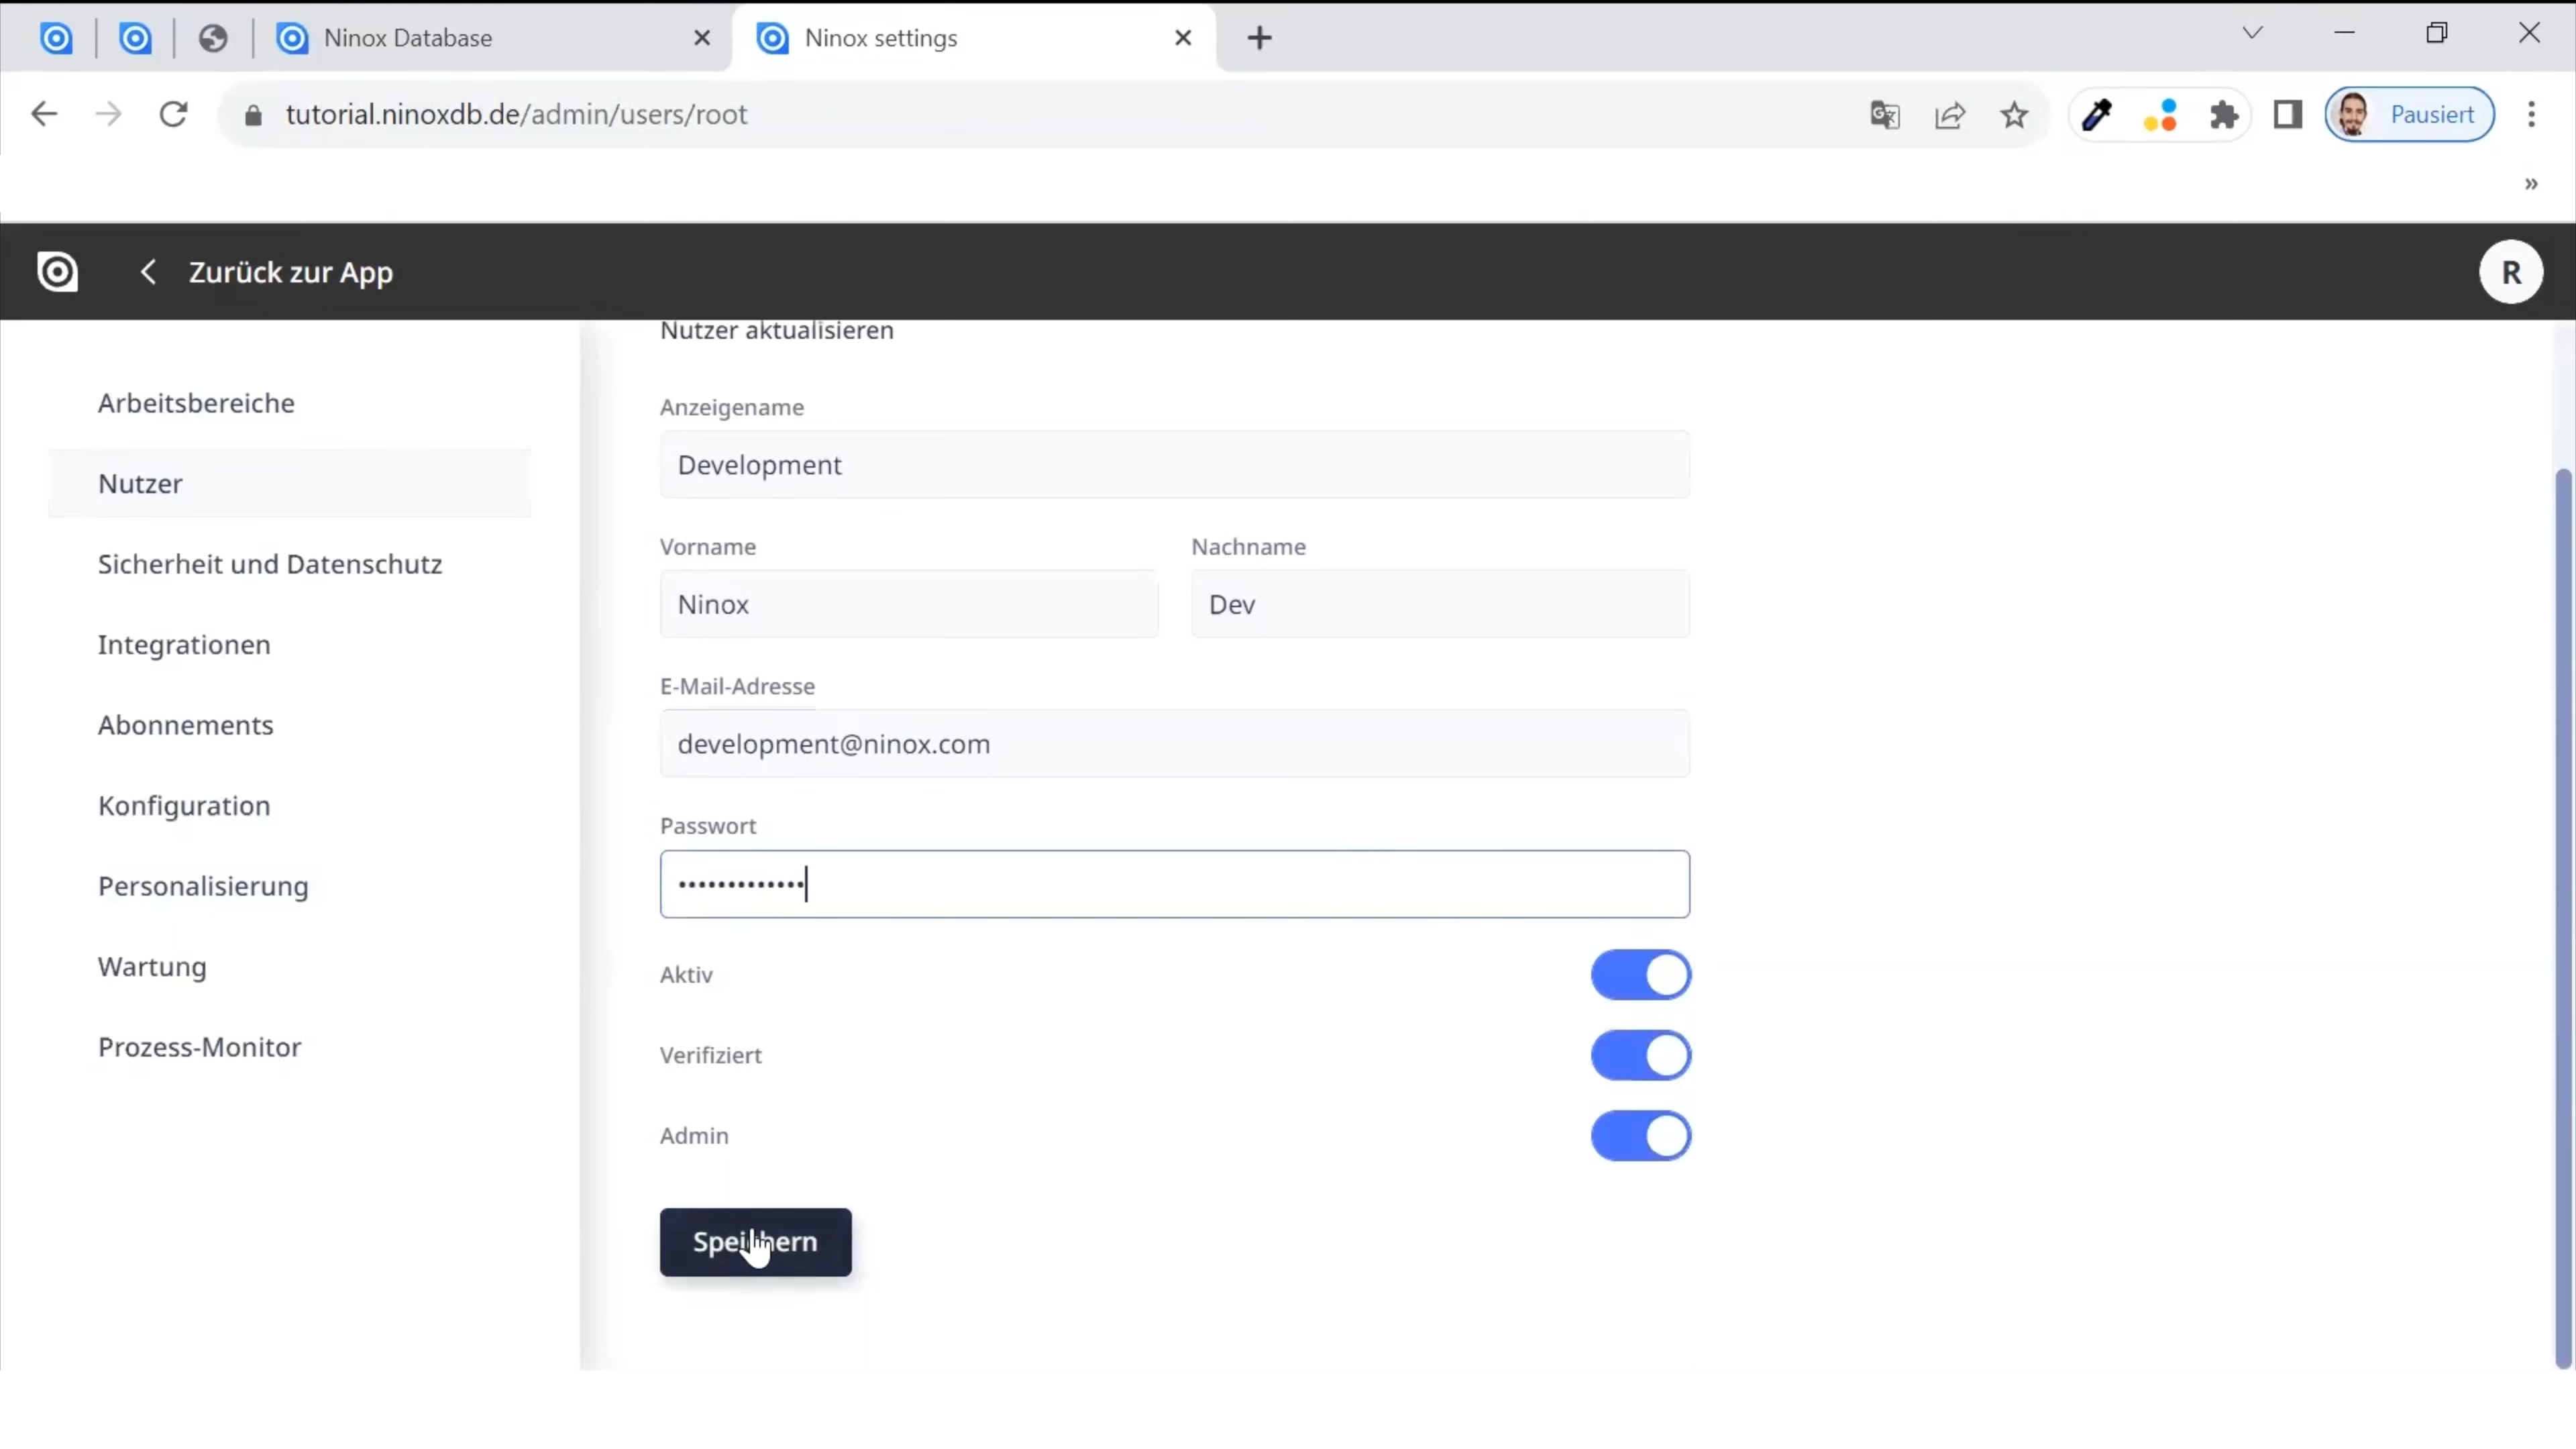 Ninox Database
Ninox settings
tutorial.ninoxdb.de/admin/users/root
Pausiert
»
Zurück zur App
R
Nutzer aktualisieren
Arbeitsbereiche
Nutzer
Sicherheit und Datenschutz
Integrationen
Abonnements
Konfiguration
Personalisierung
Wartung
Prozess-Monitor
Anzeigename
Development
Vorname
Nachname
Ninox
Dev
E-Mail-Adresse
development@ninox.com
Passwort
•••••••••••••
Aktiv
Verifiziert
Admin
Speichern